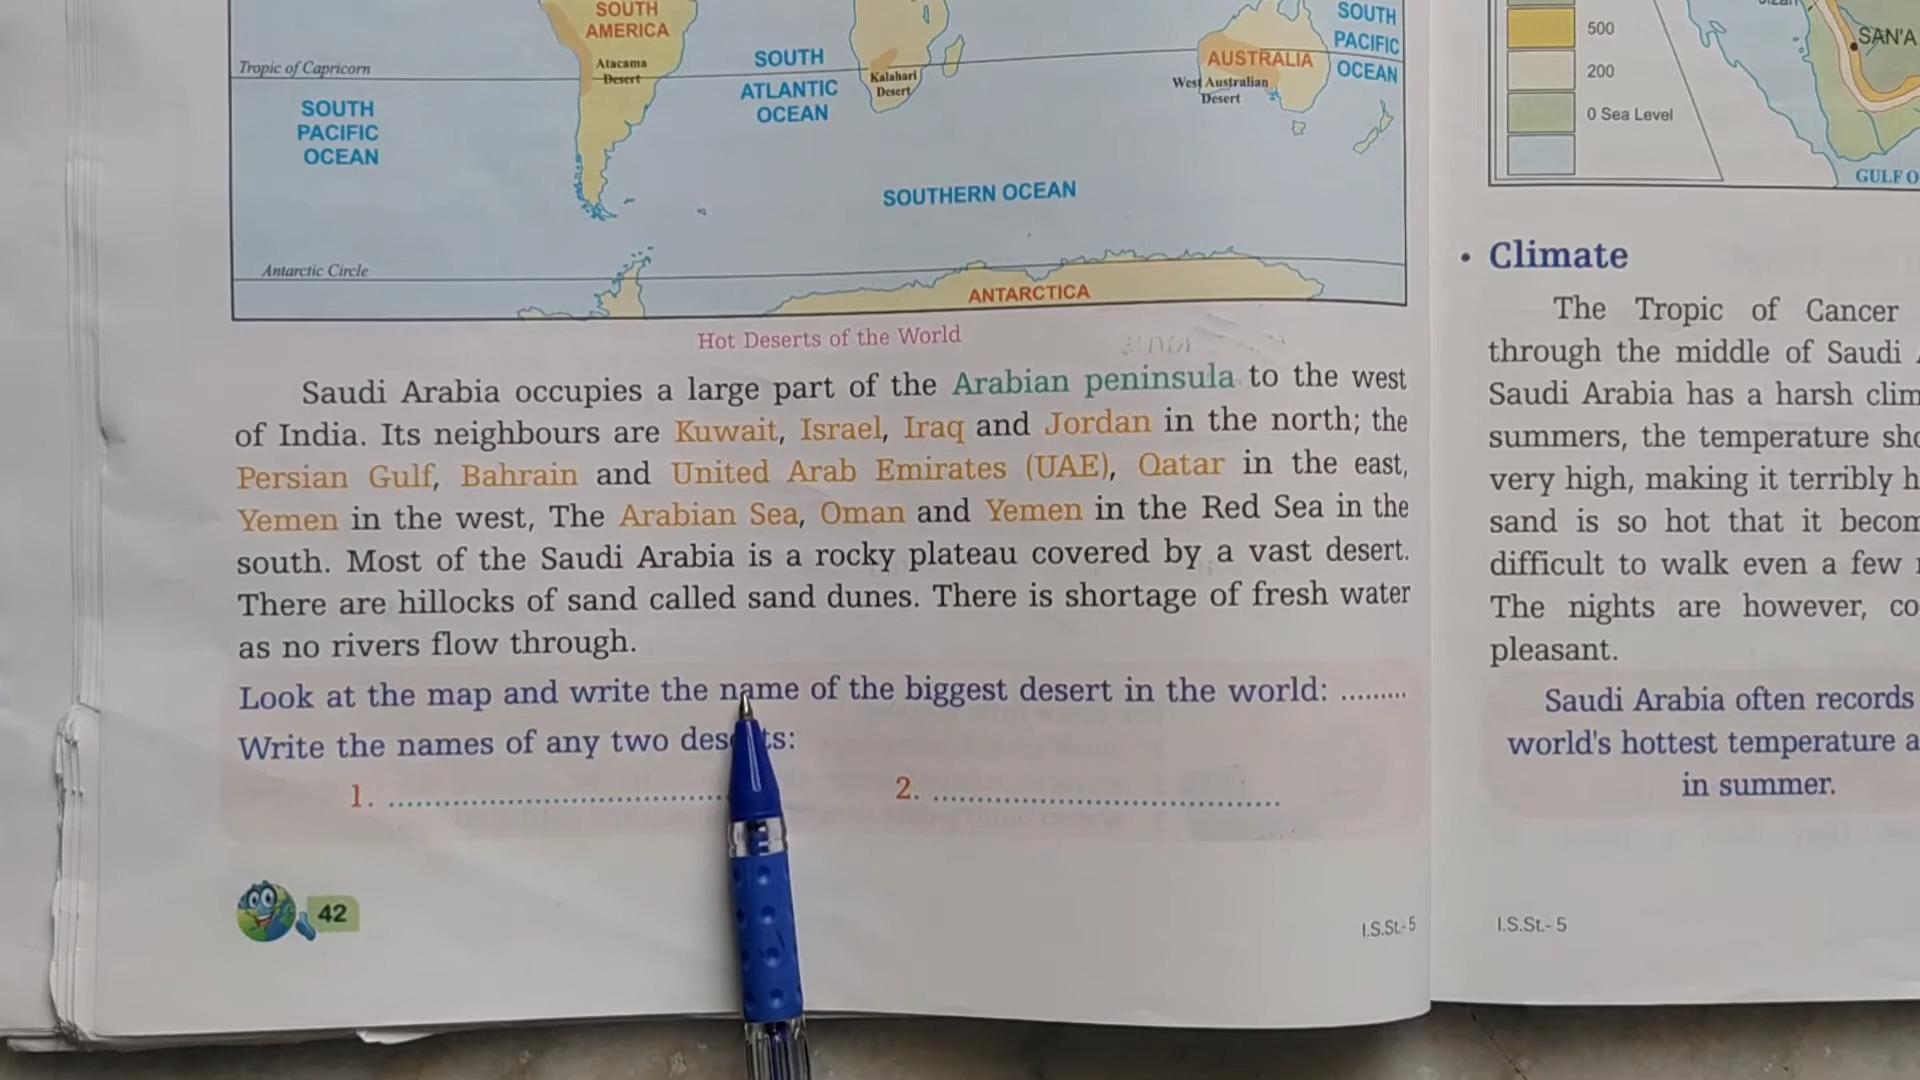 SOUTH
AMERICA
Atacama
Desert
Tropic of Capricorn
SOUTH
PACIFIC
OCEAN
SOUTH
ATLANTIC
OCEAN
Kalahari
Desert
AUSTRALIA
West Australian
Desert
SOUTH
PACIFIC
OCEAN
SOUTHERN OCEAN
Antarctic Circle
ANTARCTICA
Hot Deserts of the World
Saudi Arabia occupies a large part of the Arabian peninsula to the west
of India. Its neighbours are Kuwait, Israel, Iraq and Jordan in the north; the
Persian Gulf, Bahrain and United Arab Emirates (UAE), Qatar in the east,
Yemen in the west, The Arabian Sea, Oman and Yemen in the Red Sea in the
south. Most of the Saudi Arabia is a rocky plateau covered by a vast desert.
There are hillocks of sand called sand dunes. There is shortage of fresh water
as no rivers flow through.
Look at the map and write the name of the biggest desert in the world: .........
Write the names of any two
1. ........................................ 2. ........................................
42
I.S.St.-5
500
200
0 Sea Level
SAN'A
GULF O
• Climate
The Tropic of Cancer
through the middle of Saudi
Saudi Arabia has a harsh
summers, the temperature
very high, making it terribly
sand is so hot that it
difficult to walk even a few
The nights are however,
pleasant.
Saudi Arabia often records
world's hottest temperature
in summer.
I.S.St.- 5